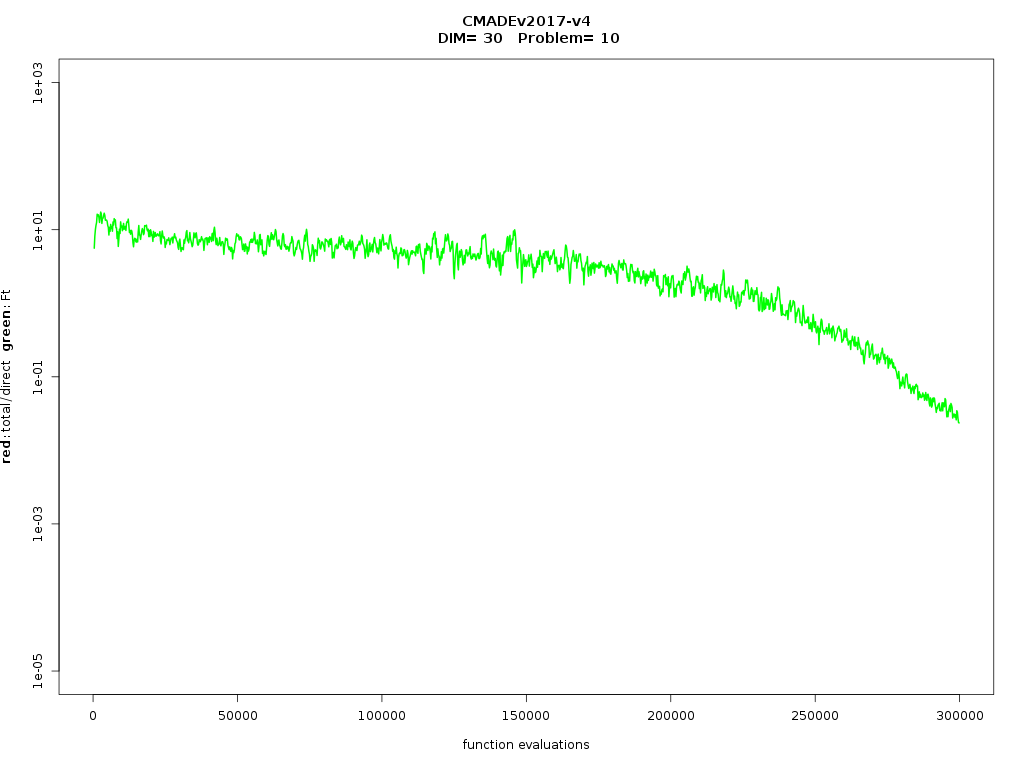 CMADEv2017-v4
DIM= 30 Problem= 10
1e+03
1e+01
1e-01
1e-03
1e-05
red:total/direct green:Ft
0 50000 100000 150000 200000 250000 300000
function evaluations